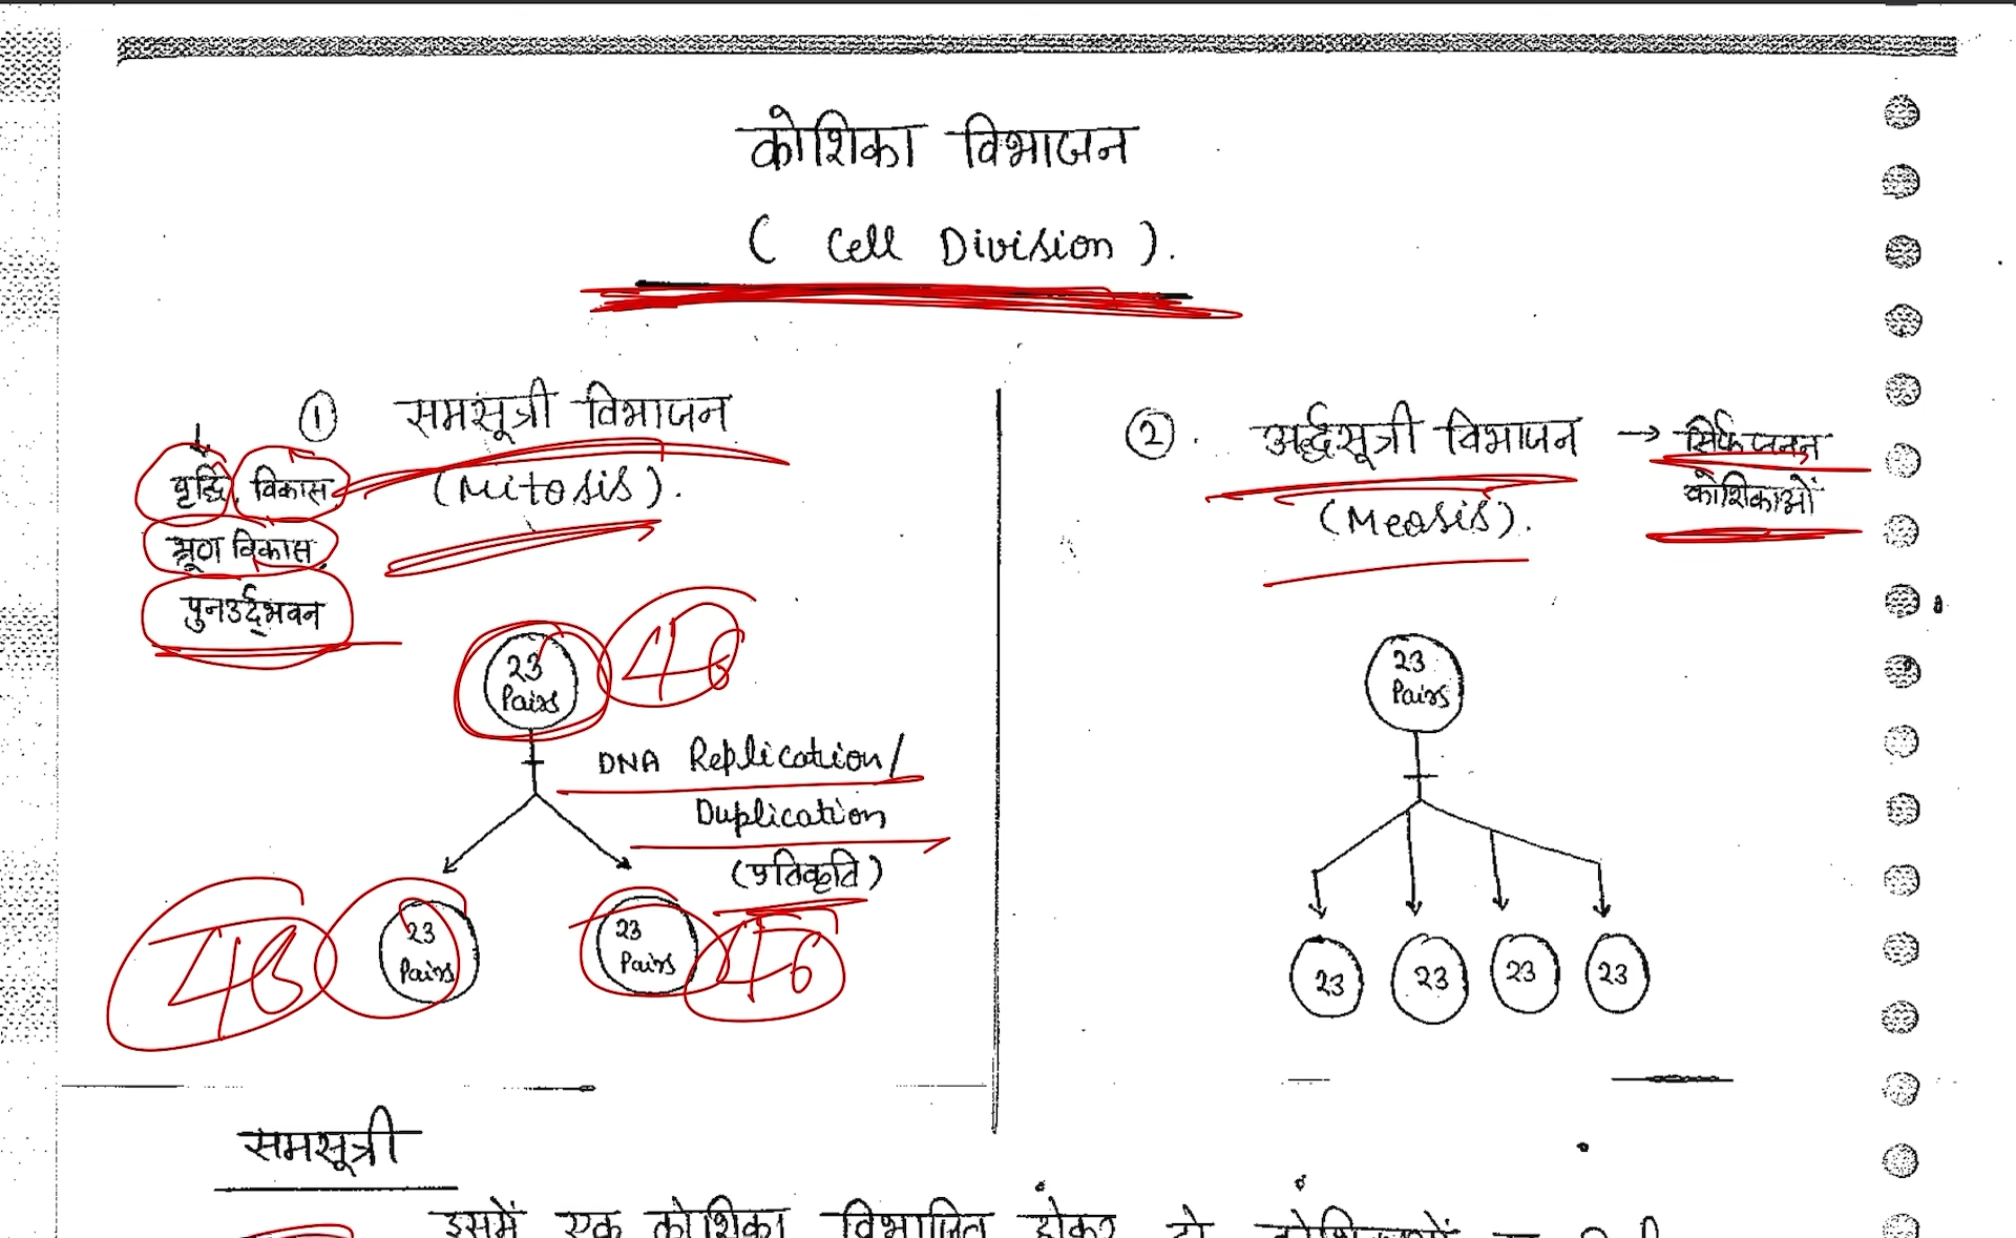 कोशिका विभाजन
( Cell Division ).
① समसूत्री विभाजन
(Mitosis).
वृद्धि, विकास,
भ्रूण विकास,
पुनउर्द्भवन
23
Pairs
46
DNA Replication/
Duplication
(प्रतिकृति)
46
23
Pairs
23
Pairs
46
② अर्द्धसूत्री विभाजन → सिर्फ जनन
कोशिकाओं
(Meosis).
23
Pairs
23 23 23 23
समसूत्री
इसमें एक कोशिका विभाजित होकर दो कोशिकाओं